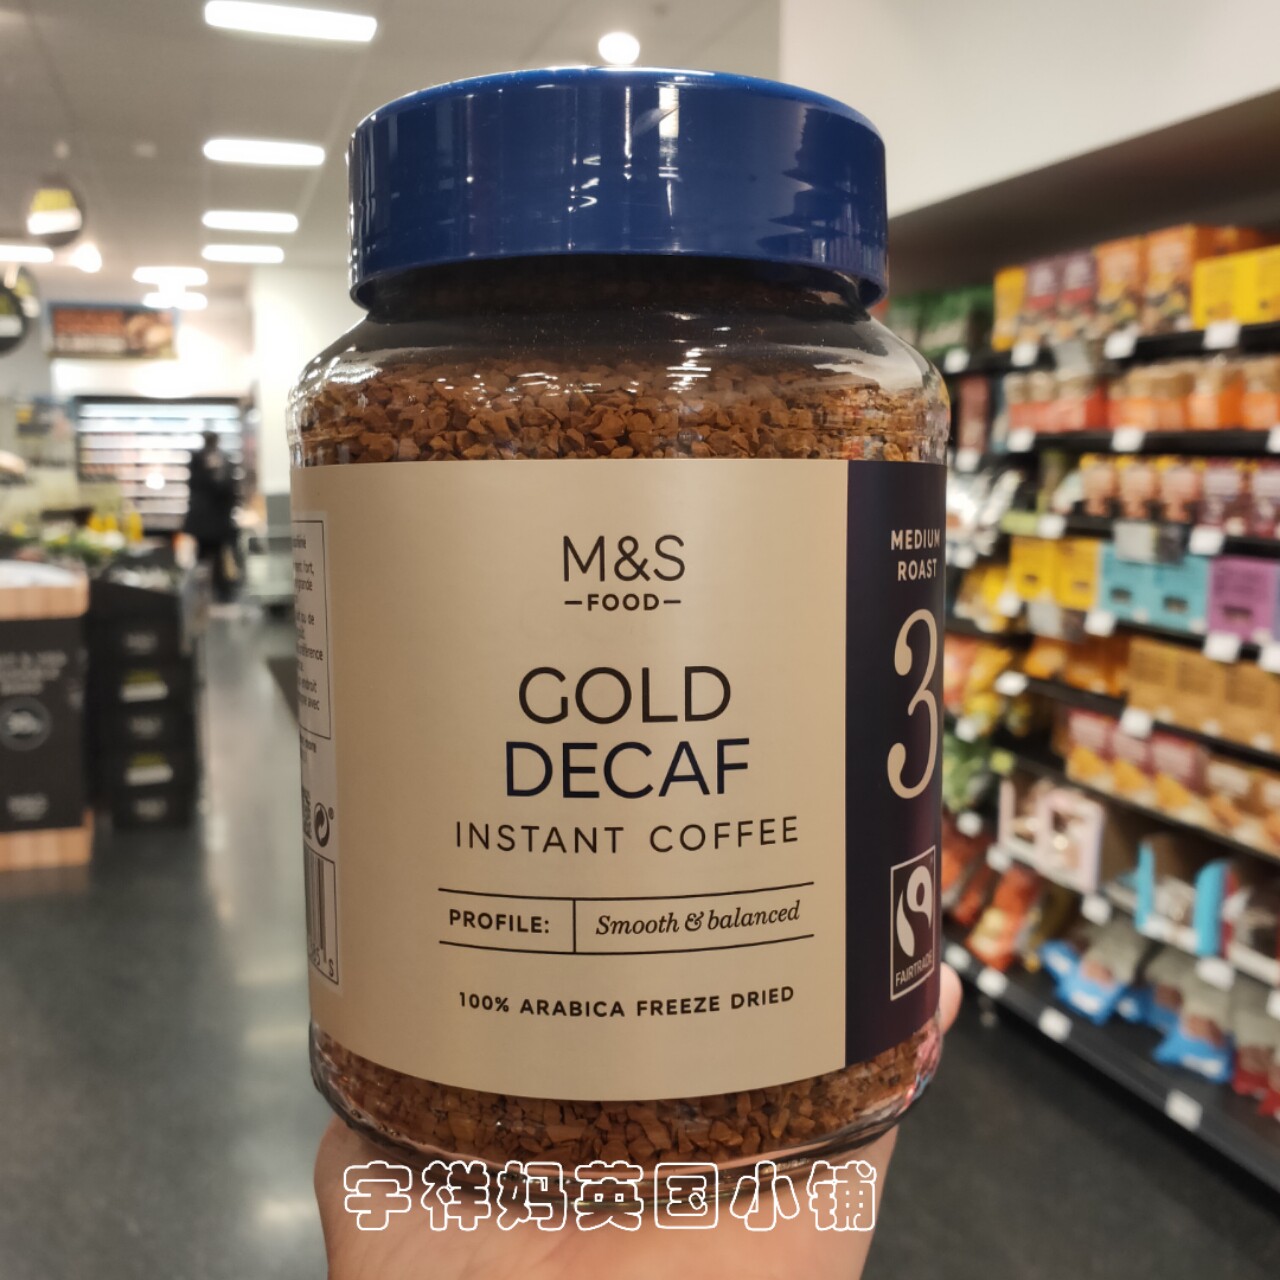 M&S
FOOD
GOLD
DECAF
INSTANT COFFEE
PROFILE: Smooth & balanced
100% ARABICA FREEZE DRIED
MEDIUM
ROAST
3
FAIRTRADE
宇祥妈英国小铺